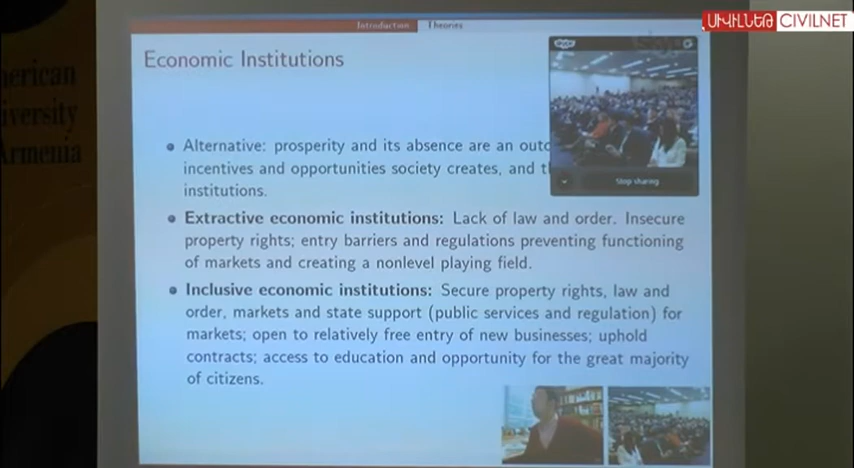 Introduction Theories
ՍԻՎԻԼՆԵԹ CIVILNET
Economic Institutions
merican
iversity
Armenia
Alternative: prosperity and its absence are an outc
incentives and opportunities society creates, and th
institutions.
Stop sharing
Extractive economic institutions: Lack of law and order. Insecure
property rights; entry barriers and regulations preventing functioning
of markets and creating a nonlevel playing field.
Inclusive economic institutions: Secure property rights, law and
order, markets and state support (public services and regulation) for
markets; open to relatively free entry of new businesses; uphold
contracts; access to education and opportunity for the great majority
of citizens.